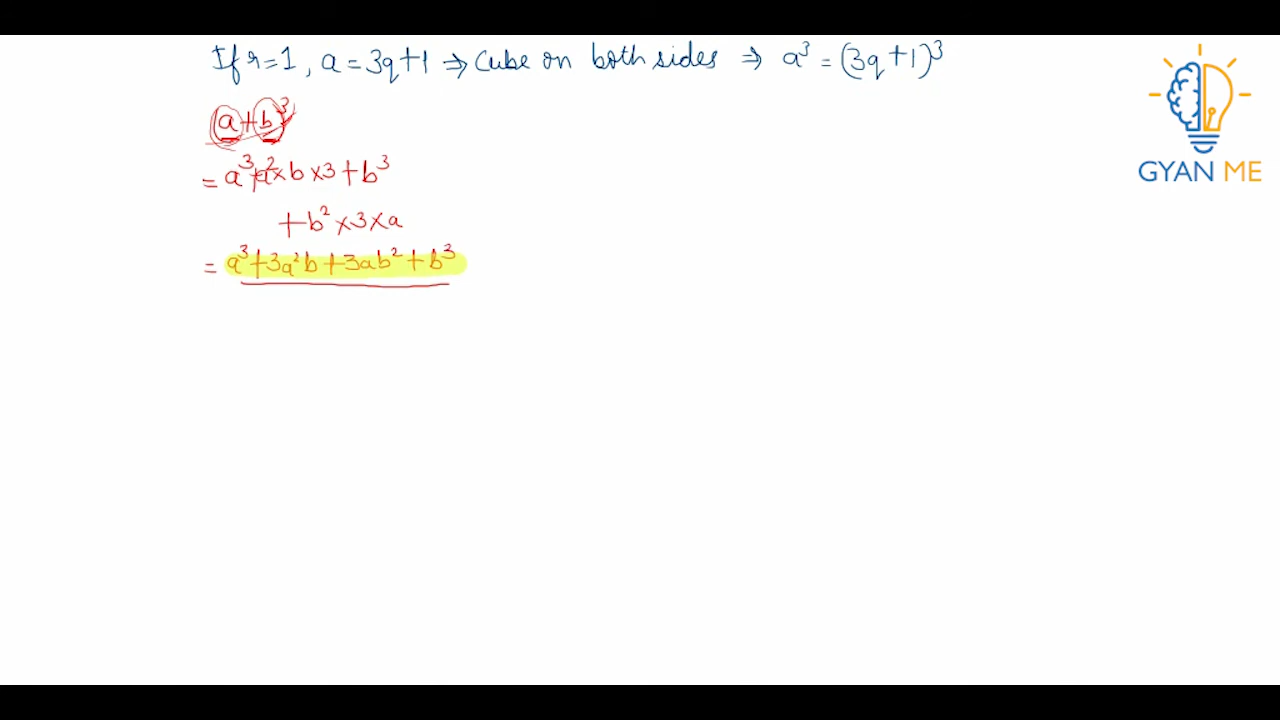 If r=1, a = 3q+1 ⇒ Cube on both sides ⇒ a³ = (3q+1)³
(a+b)³
= a³+a²×b×3+b³
+b²×3×a
= a³+3a²b+3ab²+b³
GYAN ME